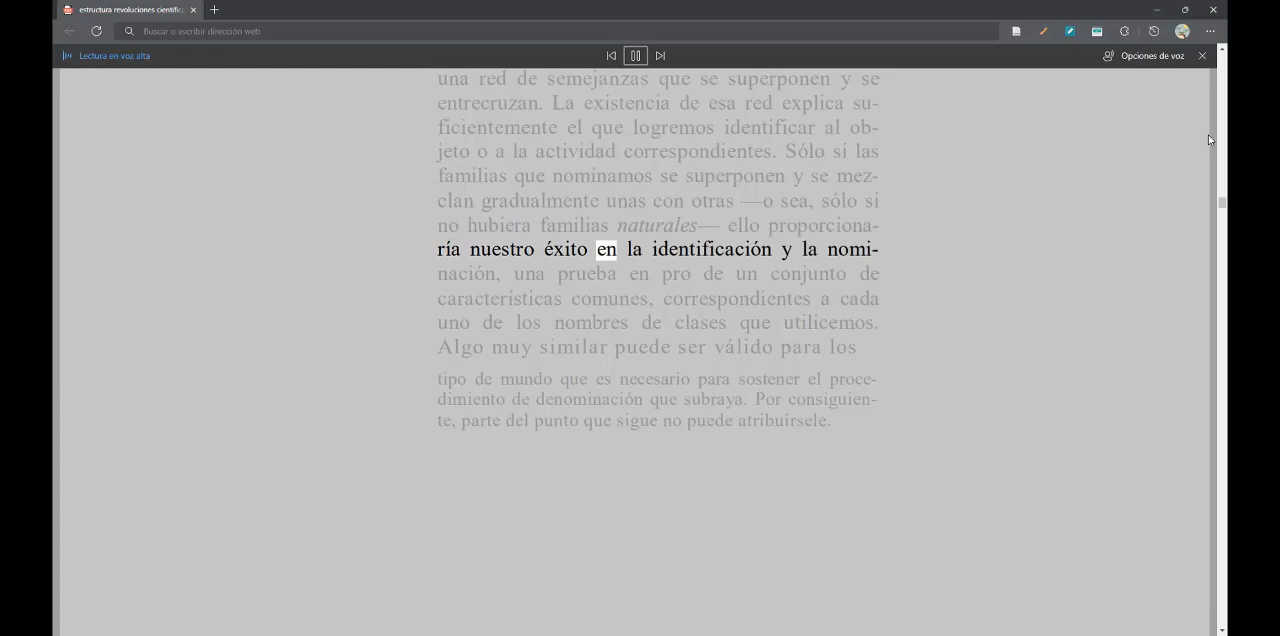 estructura revoluciones científic
Buscar o escribir dirección web
Lectura en voz alta
Opciones de voz
una red de semejanzas que se superponen y se
entrecruzan. La existencia de esa red explica su-
ficientemente el que logremos identificar al ob-
jeto o a la actividad correspondientes. Sólo si las
familias que nominamos se superponen y se mez-
clan gradualmente unas con otras —o sea, sólo si
no hubiera familias naturales— ello proporciona-
ría nuestro éxito en la identificación y la nomi-
nación, una prueba en pro de un conjunto de
características comunes, correspondientes a cada
uno de los nombres de clases que utilicemos.
Algo muy similar puede ser válido para los
tipo de mundo que es necesario para sostener el proce-
dimiento de denominación que subraya. Por consiguien-
te, parte del punto que sigue no puede atribuírsele.